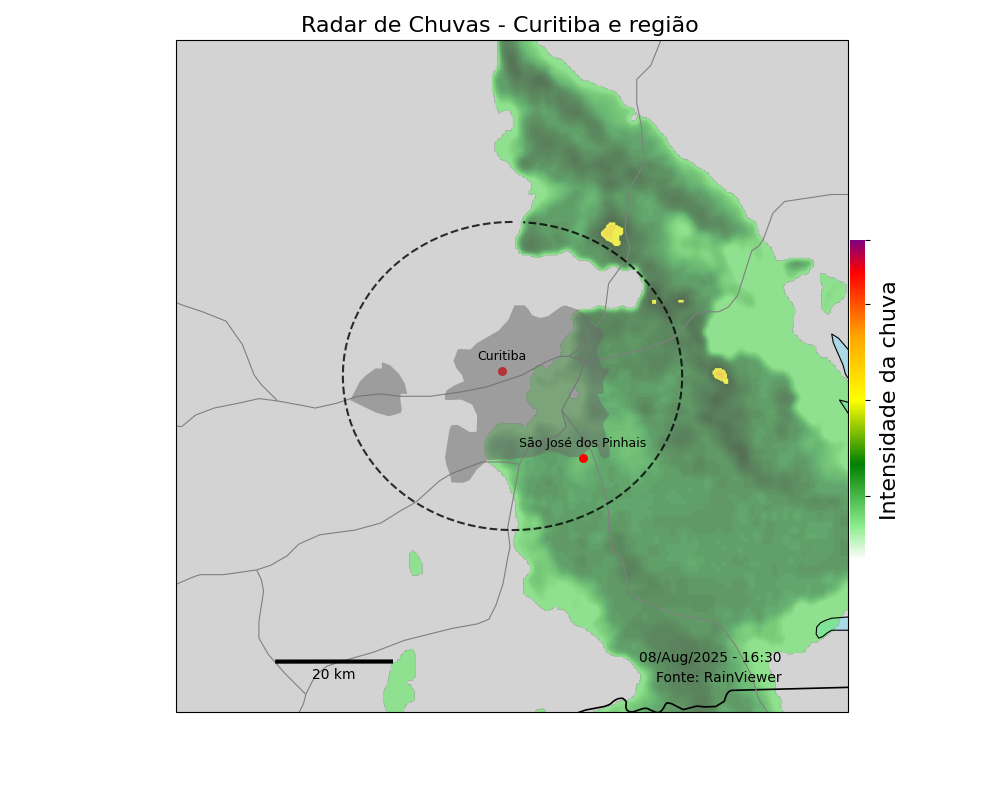 Radar de Chuvas - Curitiba e região
Curitiba
São José dos Pinhais
Intensidade da chuva
08/Aug/2025 - 16:30
Fonte: RainViewer
20 km